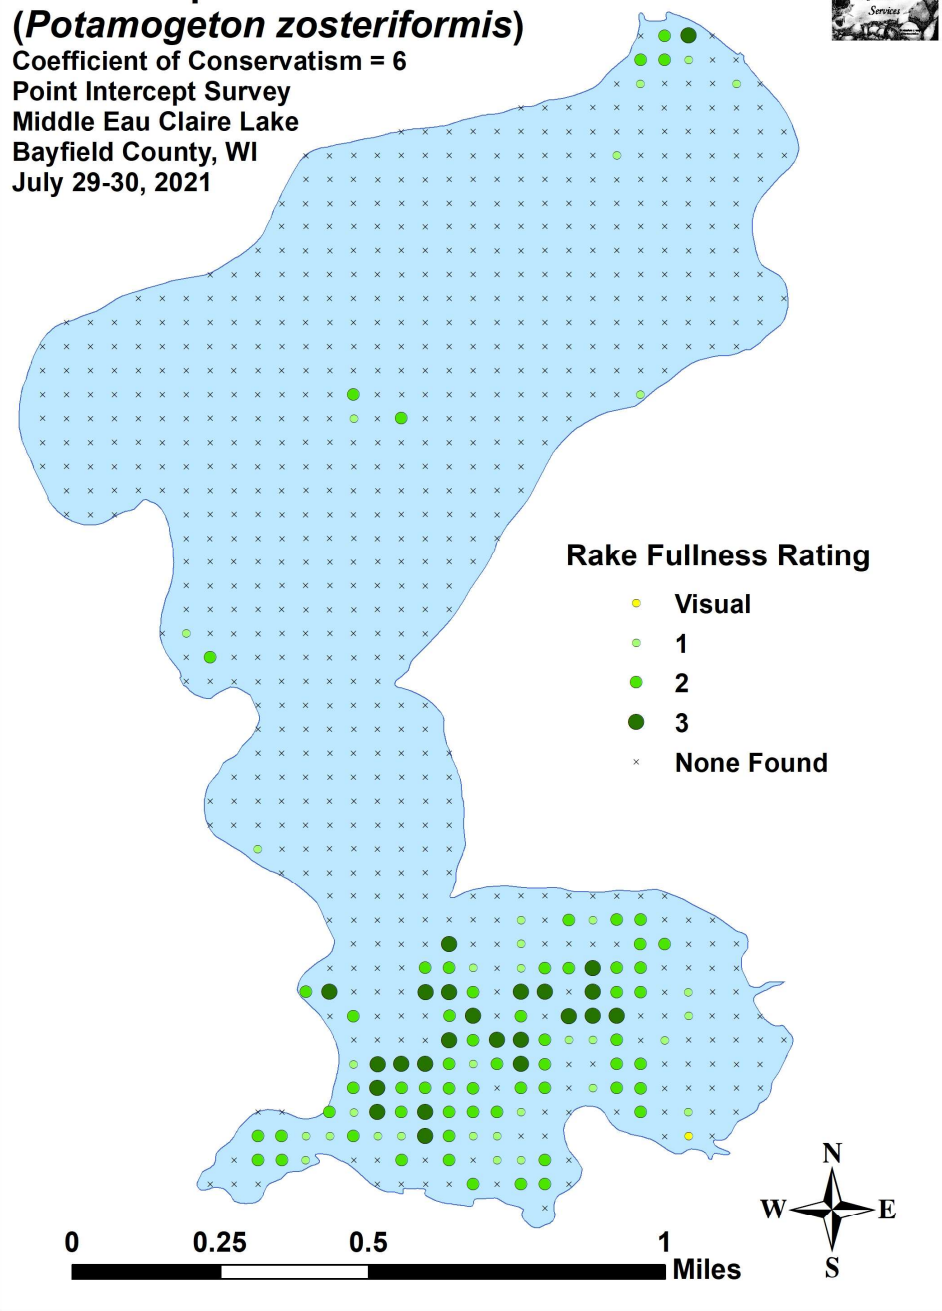 (Potamogeton zosteriformis)
Coefficient of Conservatism = 6
Point Intercept Survey
Middle Eau Claire Lake
Bayfield County, WI
July 29-30, 2021
Services
Rake Fullness Rating
Visual
1
2
3
None Found
N
W E
S
0 0.25 0.5 1
Miles